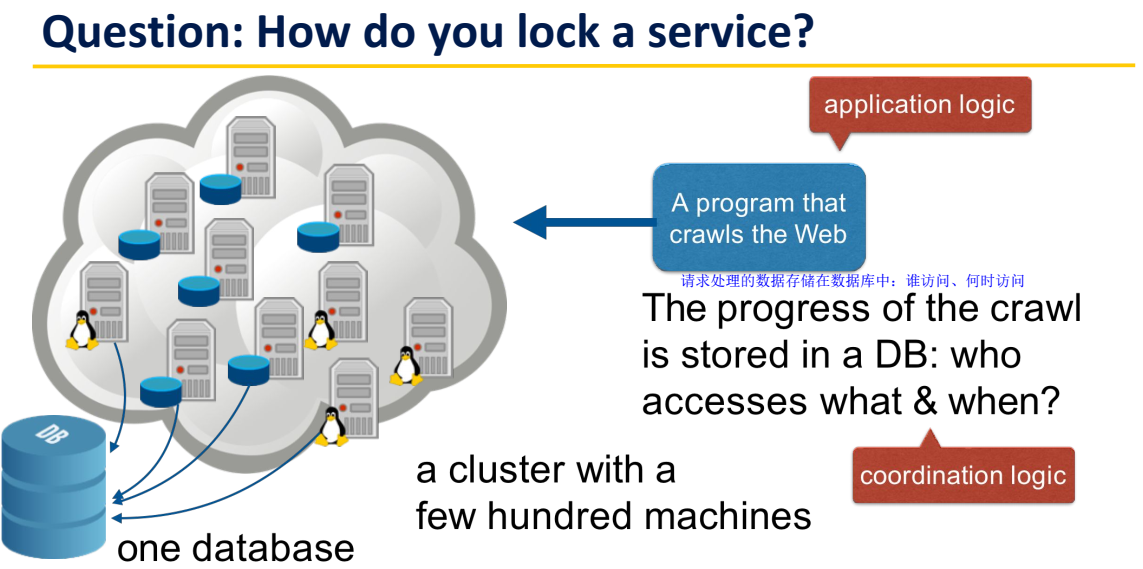 Question: How do you lock a service?
application logic
A program that
crawls the Web
请求处理的数据存储在数据库中：谁访问、何时访问
The progress of the crawl
is stored in a DB: who
accesses what & when?
coordination logic
DB
a cluster with a
few hundred machines
one database